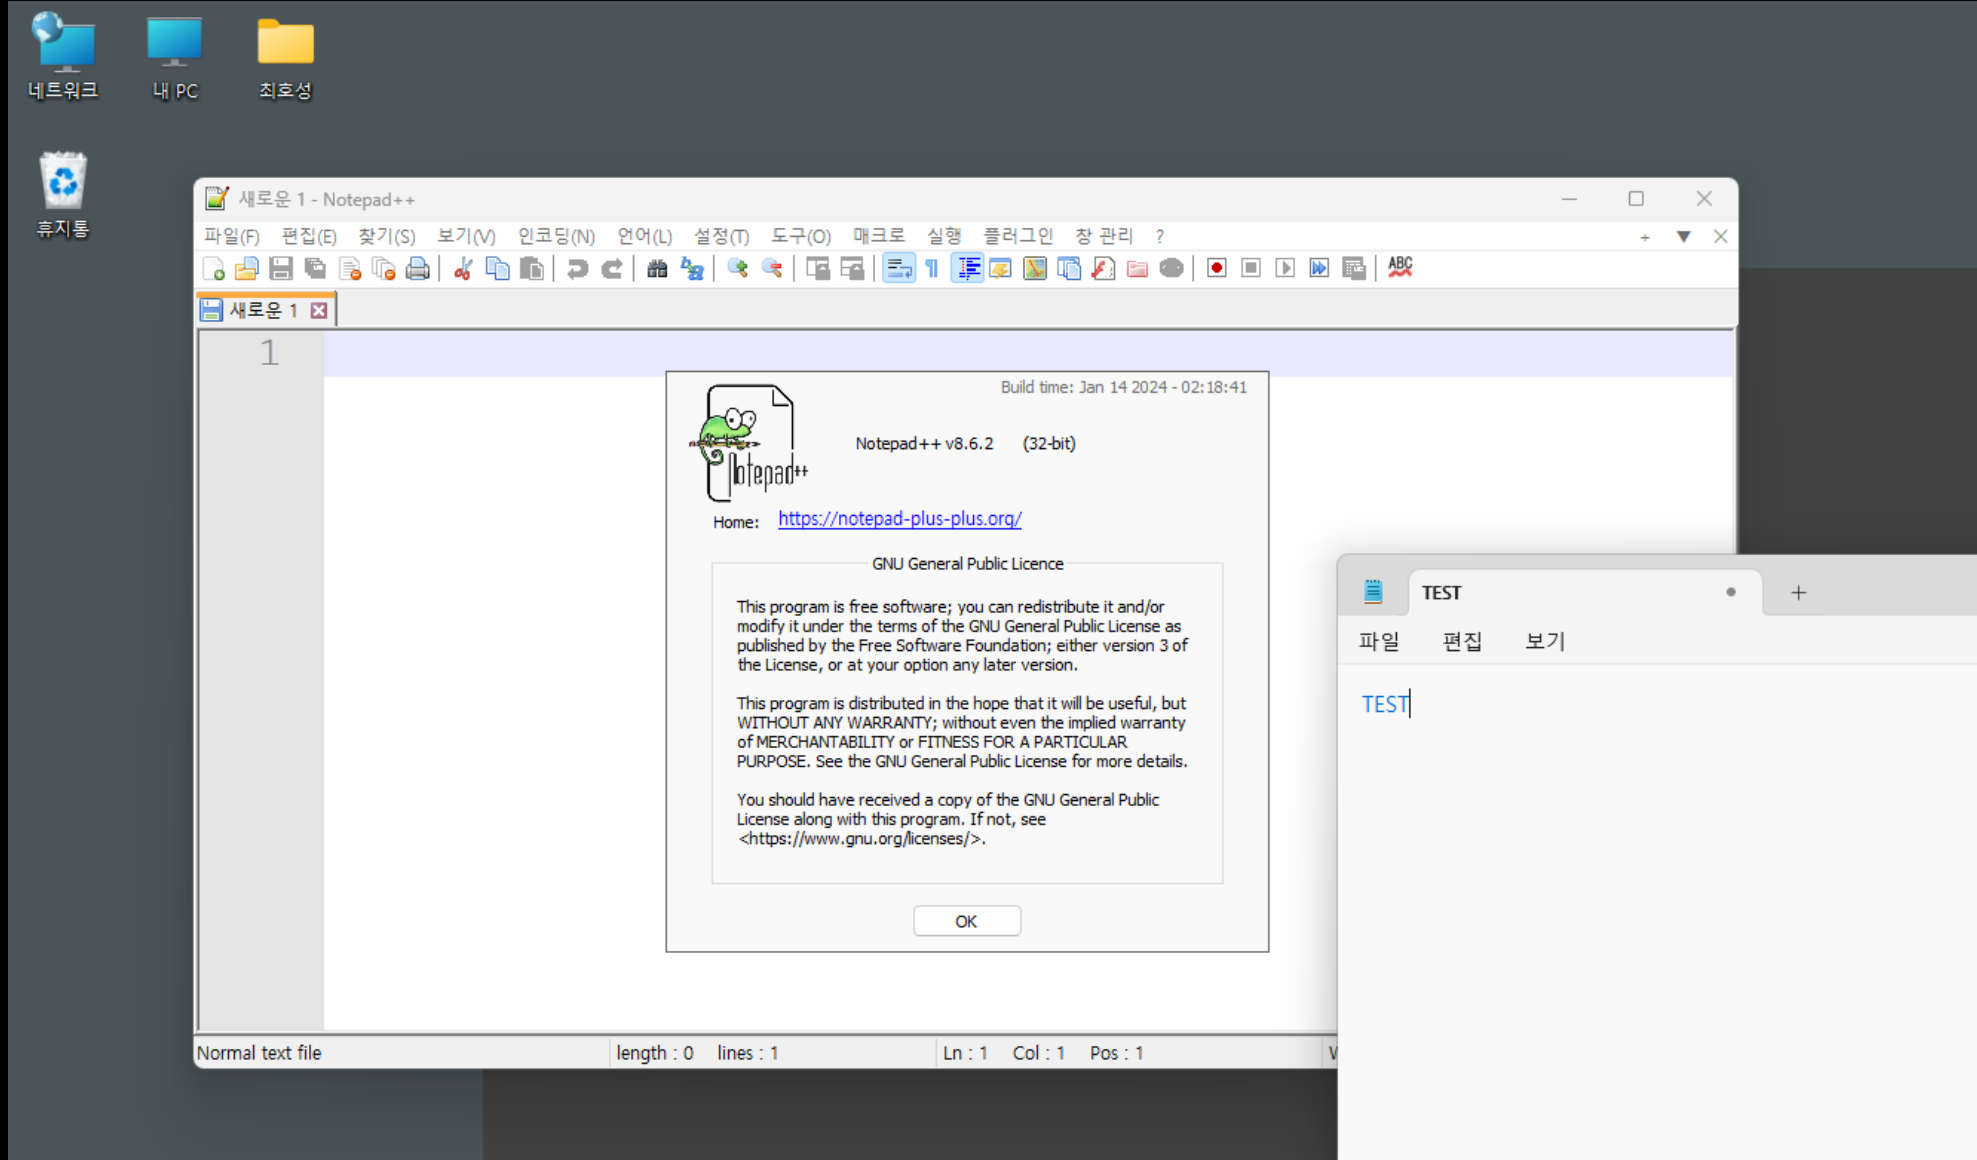 네트워크
내 PC
최호성
휴지통
새로운 1 - Notepad++
파일(F) 편집(E) 찾기(S) 보기(V) 인코딩(N) 언어(L) 설정(T) 도구(O) 매크로 실행 플러그인 창 관리 ?
ABC
새로운 1
1
Build time: Jan 14 2024 - 02:18:41
Notepad++
Notepad++ v8.6.2 (32-bit)
Home: https://notepad-plus-plus.org/
GNU General Public Licence
This program is free software; you can redistribute it and/or
modify it under the terms of the GNU General Public License as
published by the Free Software Foundation; either version 3 of
the License, or at your option any later version.
This program is distributed in the hope that it will be useful, but
WITHOUT ANY WARRANTY; without even the implied warranty
of MERCHANTABILITY or FITNESS FOR A PARTICULAR
PURPOSE. See the GNU General Public License for more details.
You should have received a copy of the GNU General Public
License along with this program. If not, see
<https://www.gnu.org/licenses/>.
OK
Normal text file length : 0 lines : 1 Ln : 1 Col : 1 Pos : 1
TEST
파일 편집 보기
TEST